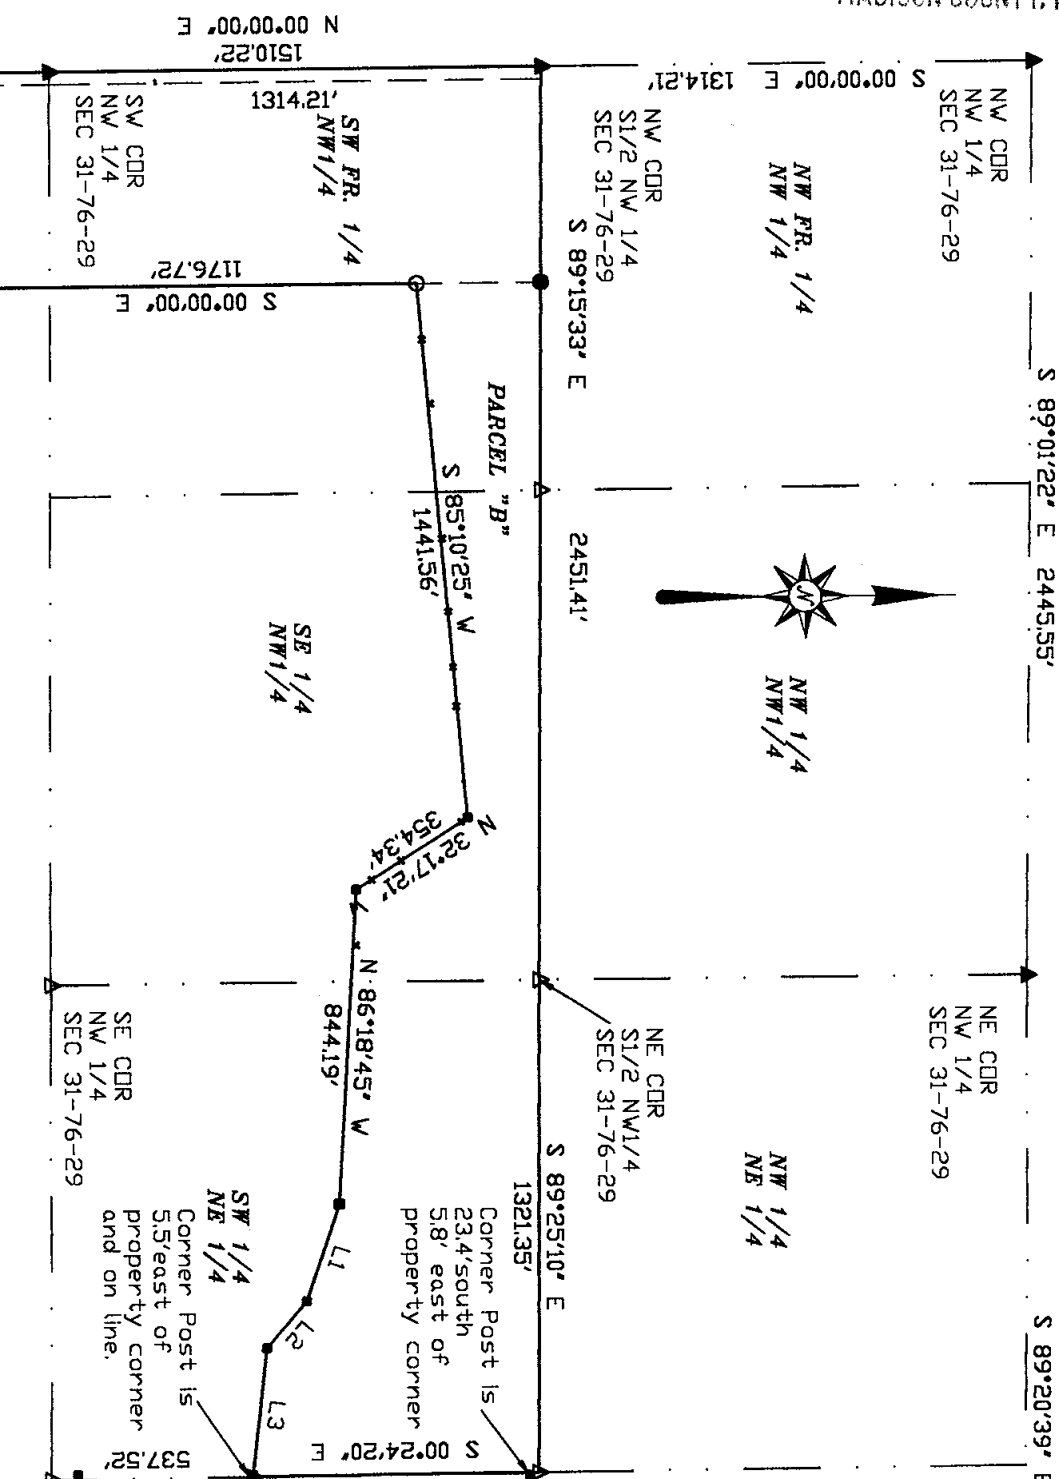 S 89°01'22" E 2445.55'
S 89°20'39" E
NW COR
NW 1/4
SEC 31-76-29
S 00°00'00" E 1314.21'
NW FR. 1/4
NW 1/4
NW 1/4
NW1/4
N
NE COR
NW 1/4
SEC 31-76-29
NW 1/4
NE 1/4
NW COR
S1/2 NW 1/4
SEC 31-76-29
S 89°15'33" E
2451.41'
NE COR
S1/2 NW1/4
SEC 31-76-29
S 89°25'10" E
1321.35'
N 00°00'00" E
1510.22'
1314.21'
SW FR. 1/4
NW1/4
PARCEL "B"
S 85°10'25" W
1441.56'
N 32°17'21"
354.34'
N 86°18'45" W
844.19'
L1
L2
L3
Corner Post is
23.4'south
5.8' east of
property corner
1176.72'
S 00°00'00" E
SE 1/4
NW1/4
SW 1/4
NE 1/4
Corner Post is
5.5'east of
property corner
and on line.
S 00°24'20" E
537.52'
SW COR
NW 1/4
SEC 31-76-29
SE COR
NW 1/4
SEC 31-76-29